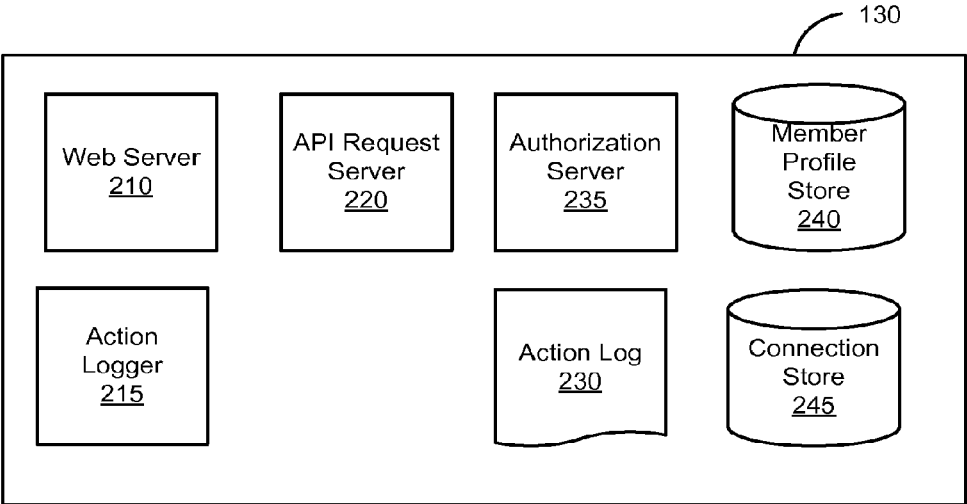 130
Web Server
210
API Request
Server
220
Authorization
Server
235
Member
Profile
Store
240
Action
Logger
215
Action Log
230
Connection
Store
245